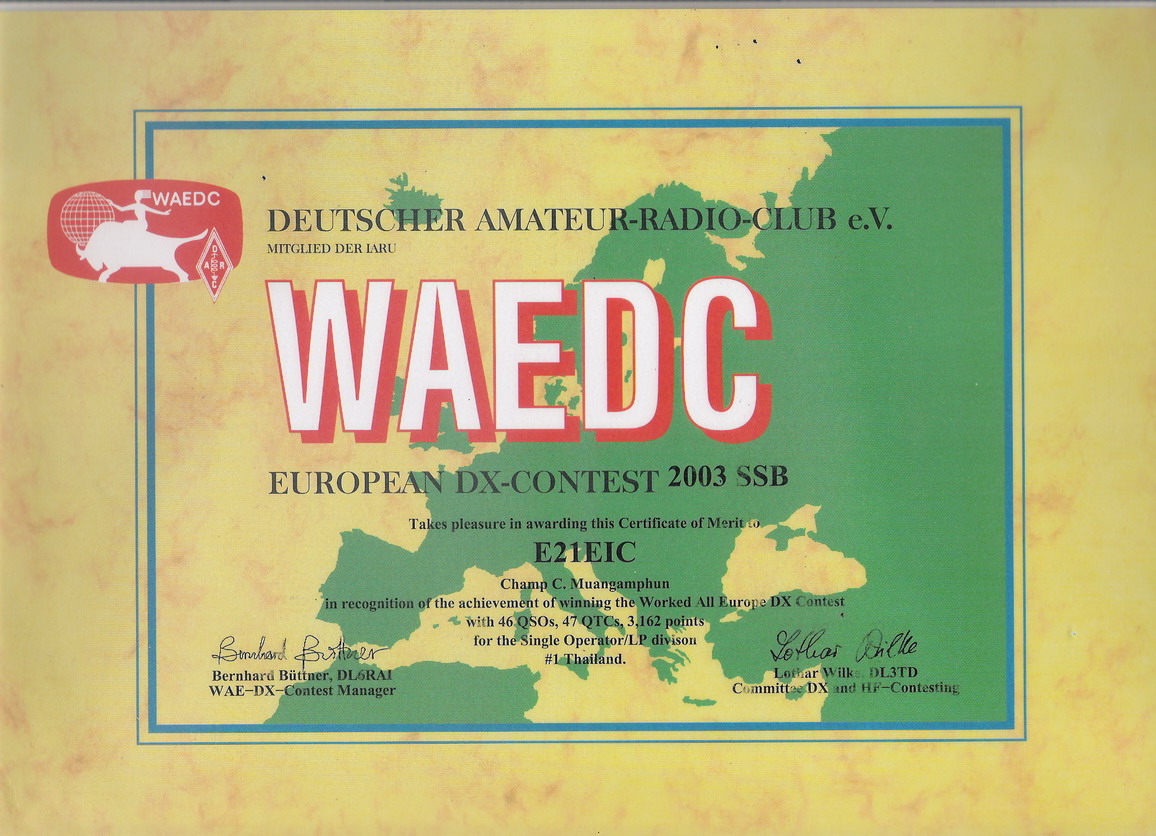 WAEDC
DARC
DEUTSCHER AMATEUR-RADIO-CLUB e.V.
MITGLIED DER IARU
WAEDC
EUROPEAN DX-CONTEST 2003 SSB
Takes pleasure in awarding this Certificate of Merit to
E21EIC
Champ C. Muangamphun
in recognition of the achievement of winning the Worked All Europe DX Contest
with 46 QSOs, 47 QTCs, 3,162 points
for the Single Operator/LP divison
#1 Thailand.
Bernhard Büttner
Bernhard Büttner, DL6RAI
WAE-DX-Contest Manager
Lothar Wilke
Lothar Wilke, DL3TD
Committee DX and HF-Contesting